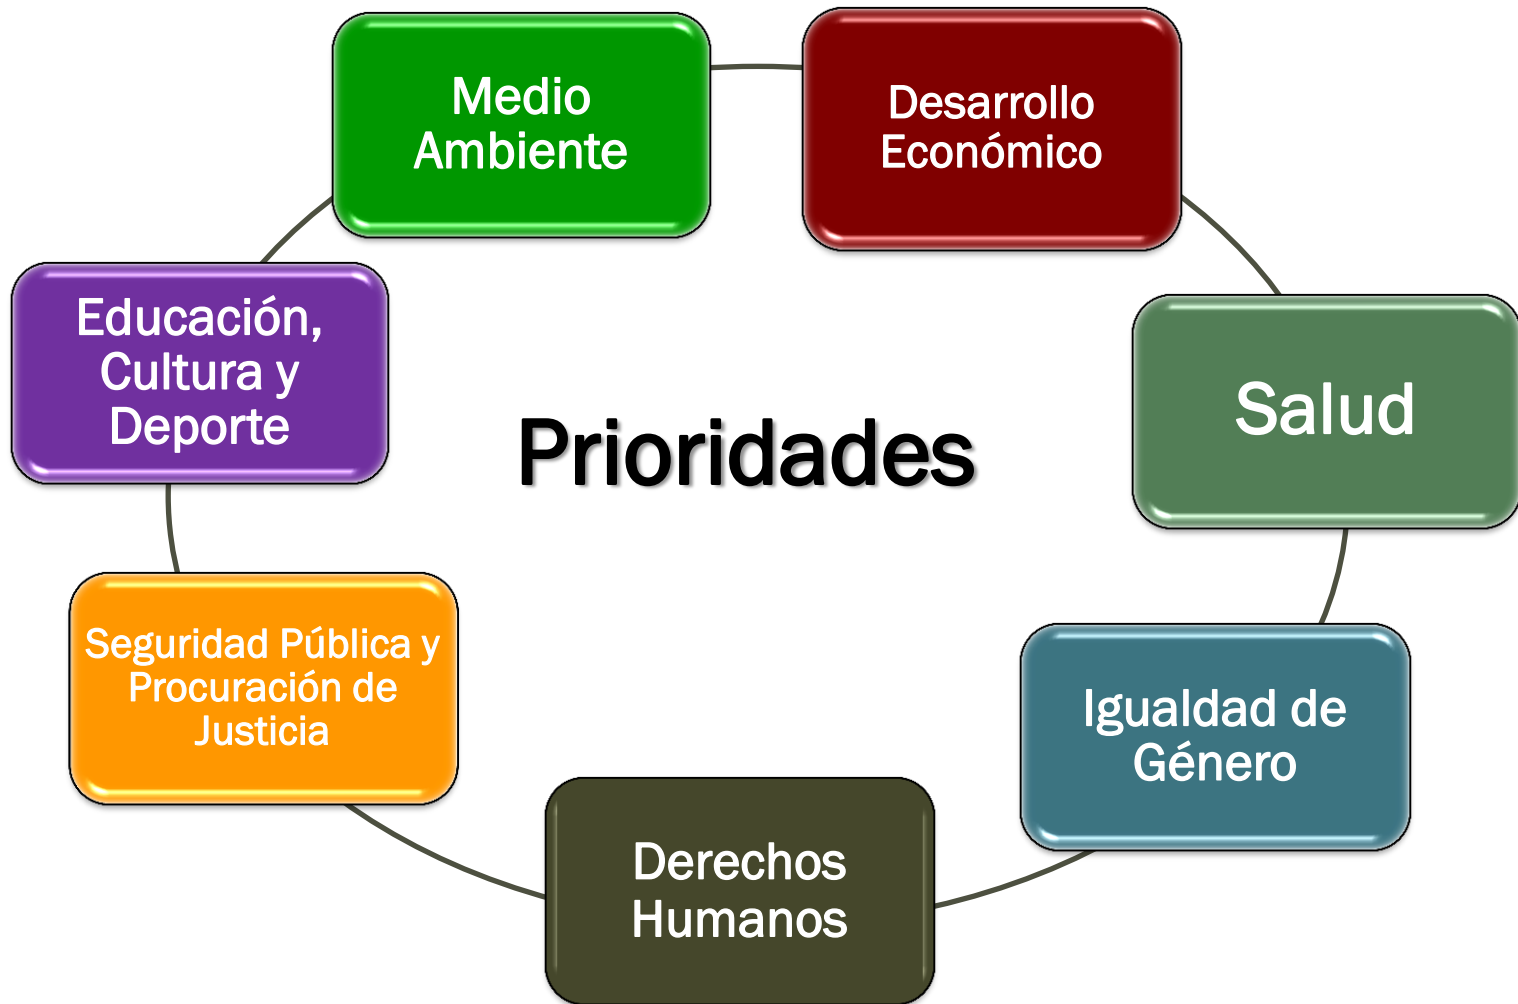 Medio
Ambiente
Desarrollo
Económico
Educación,
Cultura y
Deporte
Salud
Prioridades
Seguridad Pública y
Procuración de
Justicia
Igualdad de
Género
Derechos
Humanos